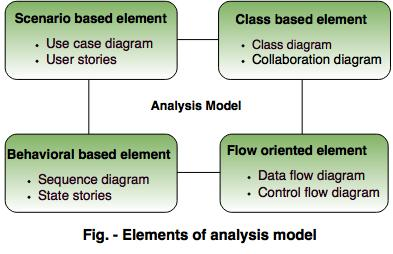 Scenario based element
• Use case diagram
• User stories
Class based element
• Class diagram
• Collaboration diagram
Analysis Model
Behavioral based element
• Sequence diagram
• State stories
Flow oriented element
• Data flow diagram
• Control flow diagram
Fig. - Elements of analysis model